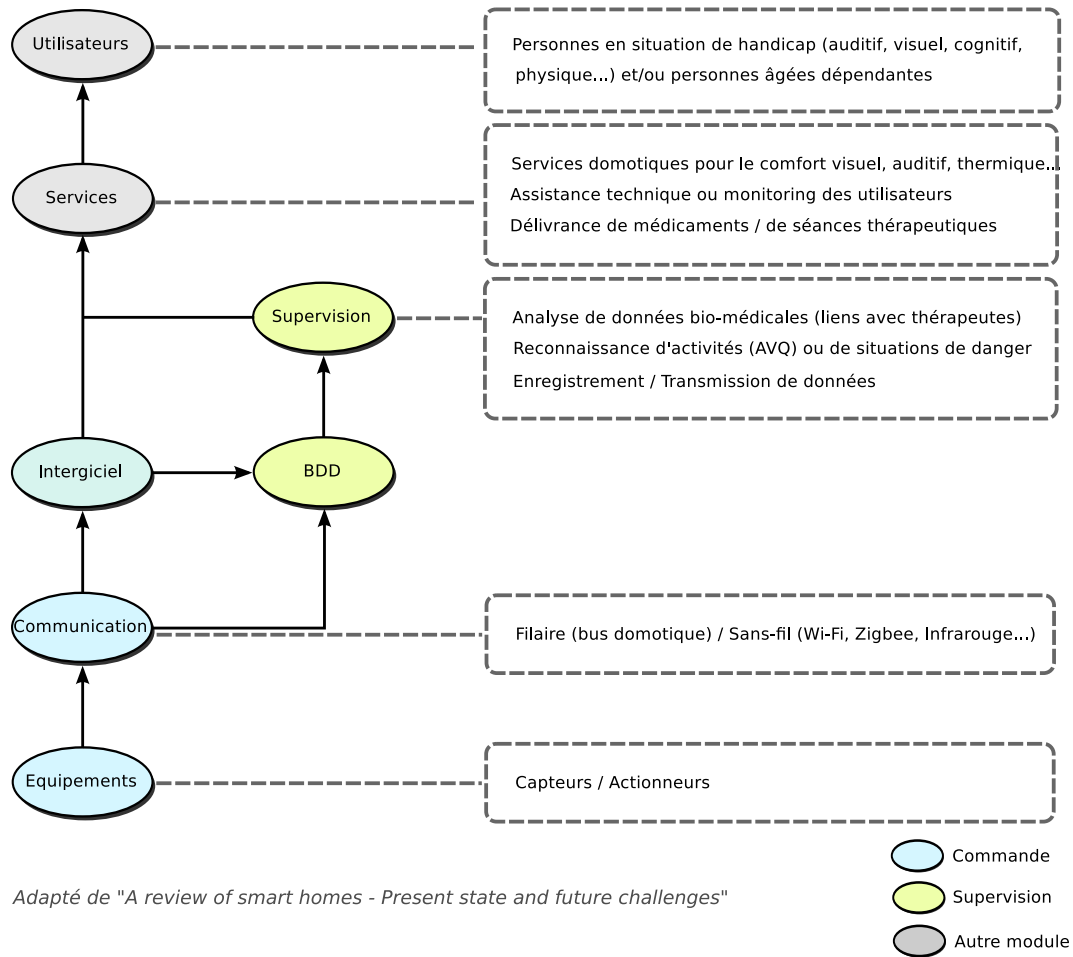 Utilisateurs
Personnes en situation de handicap (auditif, visuel, cognitif,
physique...) et/ou personnes âgées dépendantes
Services
Services domotiques pour le comfort visuel, auditif, thermique...
Assistance technique ou monitoring des utilisateurs
Délivrance de médicaments / de séances thérapeutiques
Supervision
Analyse de données bio-médicales (liens avec thérapeutes)
Reconnaissance d'activités (AVQ) ou de situations de danger
Enregistrement / Transmission de données
Intergiciel
BDD
Communication
Filaire (bus domotique) / Sans-fil (Wi-Fi, Zigbee, Infrarouge...)
Equipements
Capteurs / Actionneurs
Commande
Adapté de "A review of smart homes - Present state and future challenges"
Supervision
Autre module